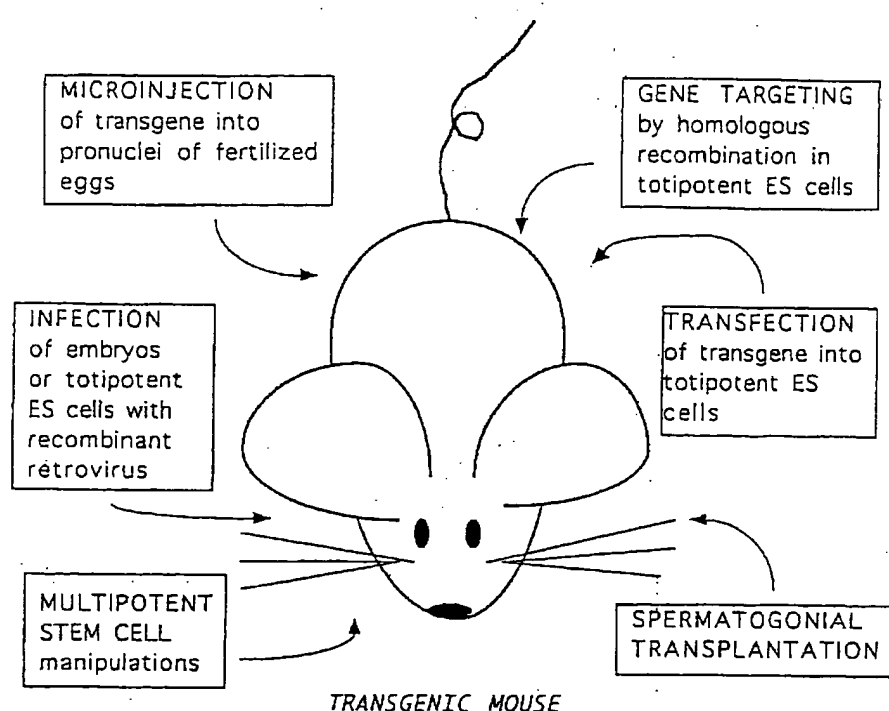 MICROINJECTION
of transgene into
pronuclei of fertilized
eggs
GENE TARGETING
by homologous
recombination in
totipotent ES cells
INFECTION
of embryos
or totipotent
ES cells with
recombinant
retrovirus
TRANSFECTION
of transgene into
totipotent ES
cells
MULTIPOTENT
STEM CELL
manipulations
SPERMATOGONIAL
TRANSPLANTATION
TRANSGENIC MOUSE